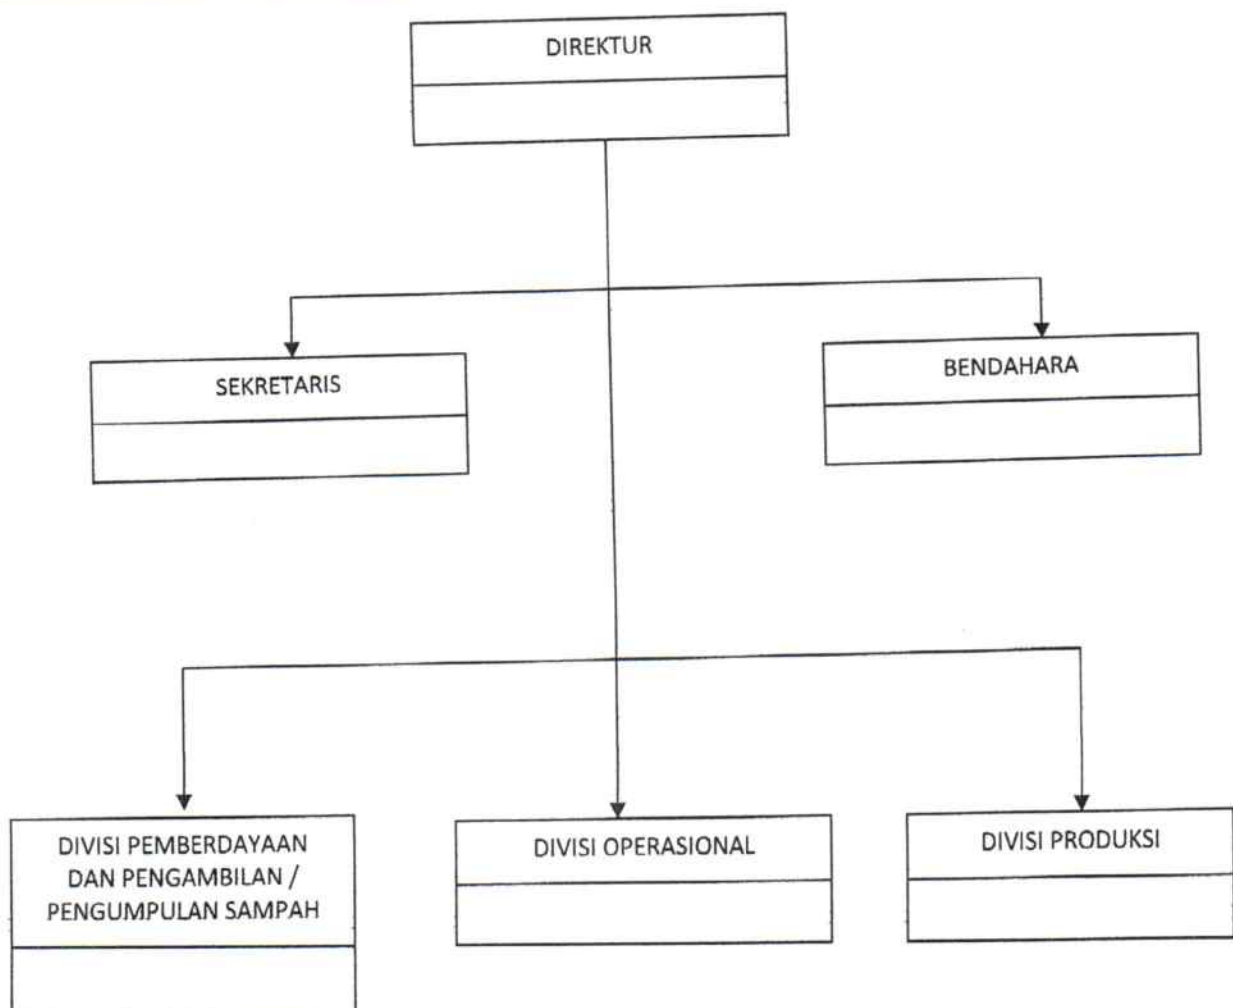 DIREKTUR
SEKRETARIS
BENDAHARA
DIVISI PEMBERDAYAAN
DAN PENGAMBILAN /
PENGUMPULAN SAMPAH
DIVISI OPERASIONAL
DIVISI PRODUKSI